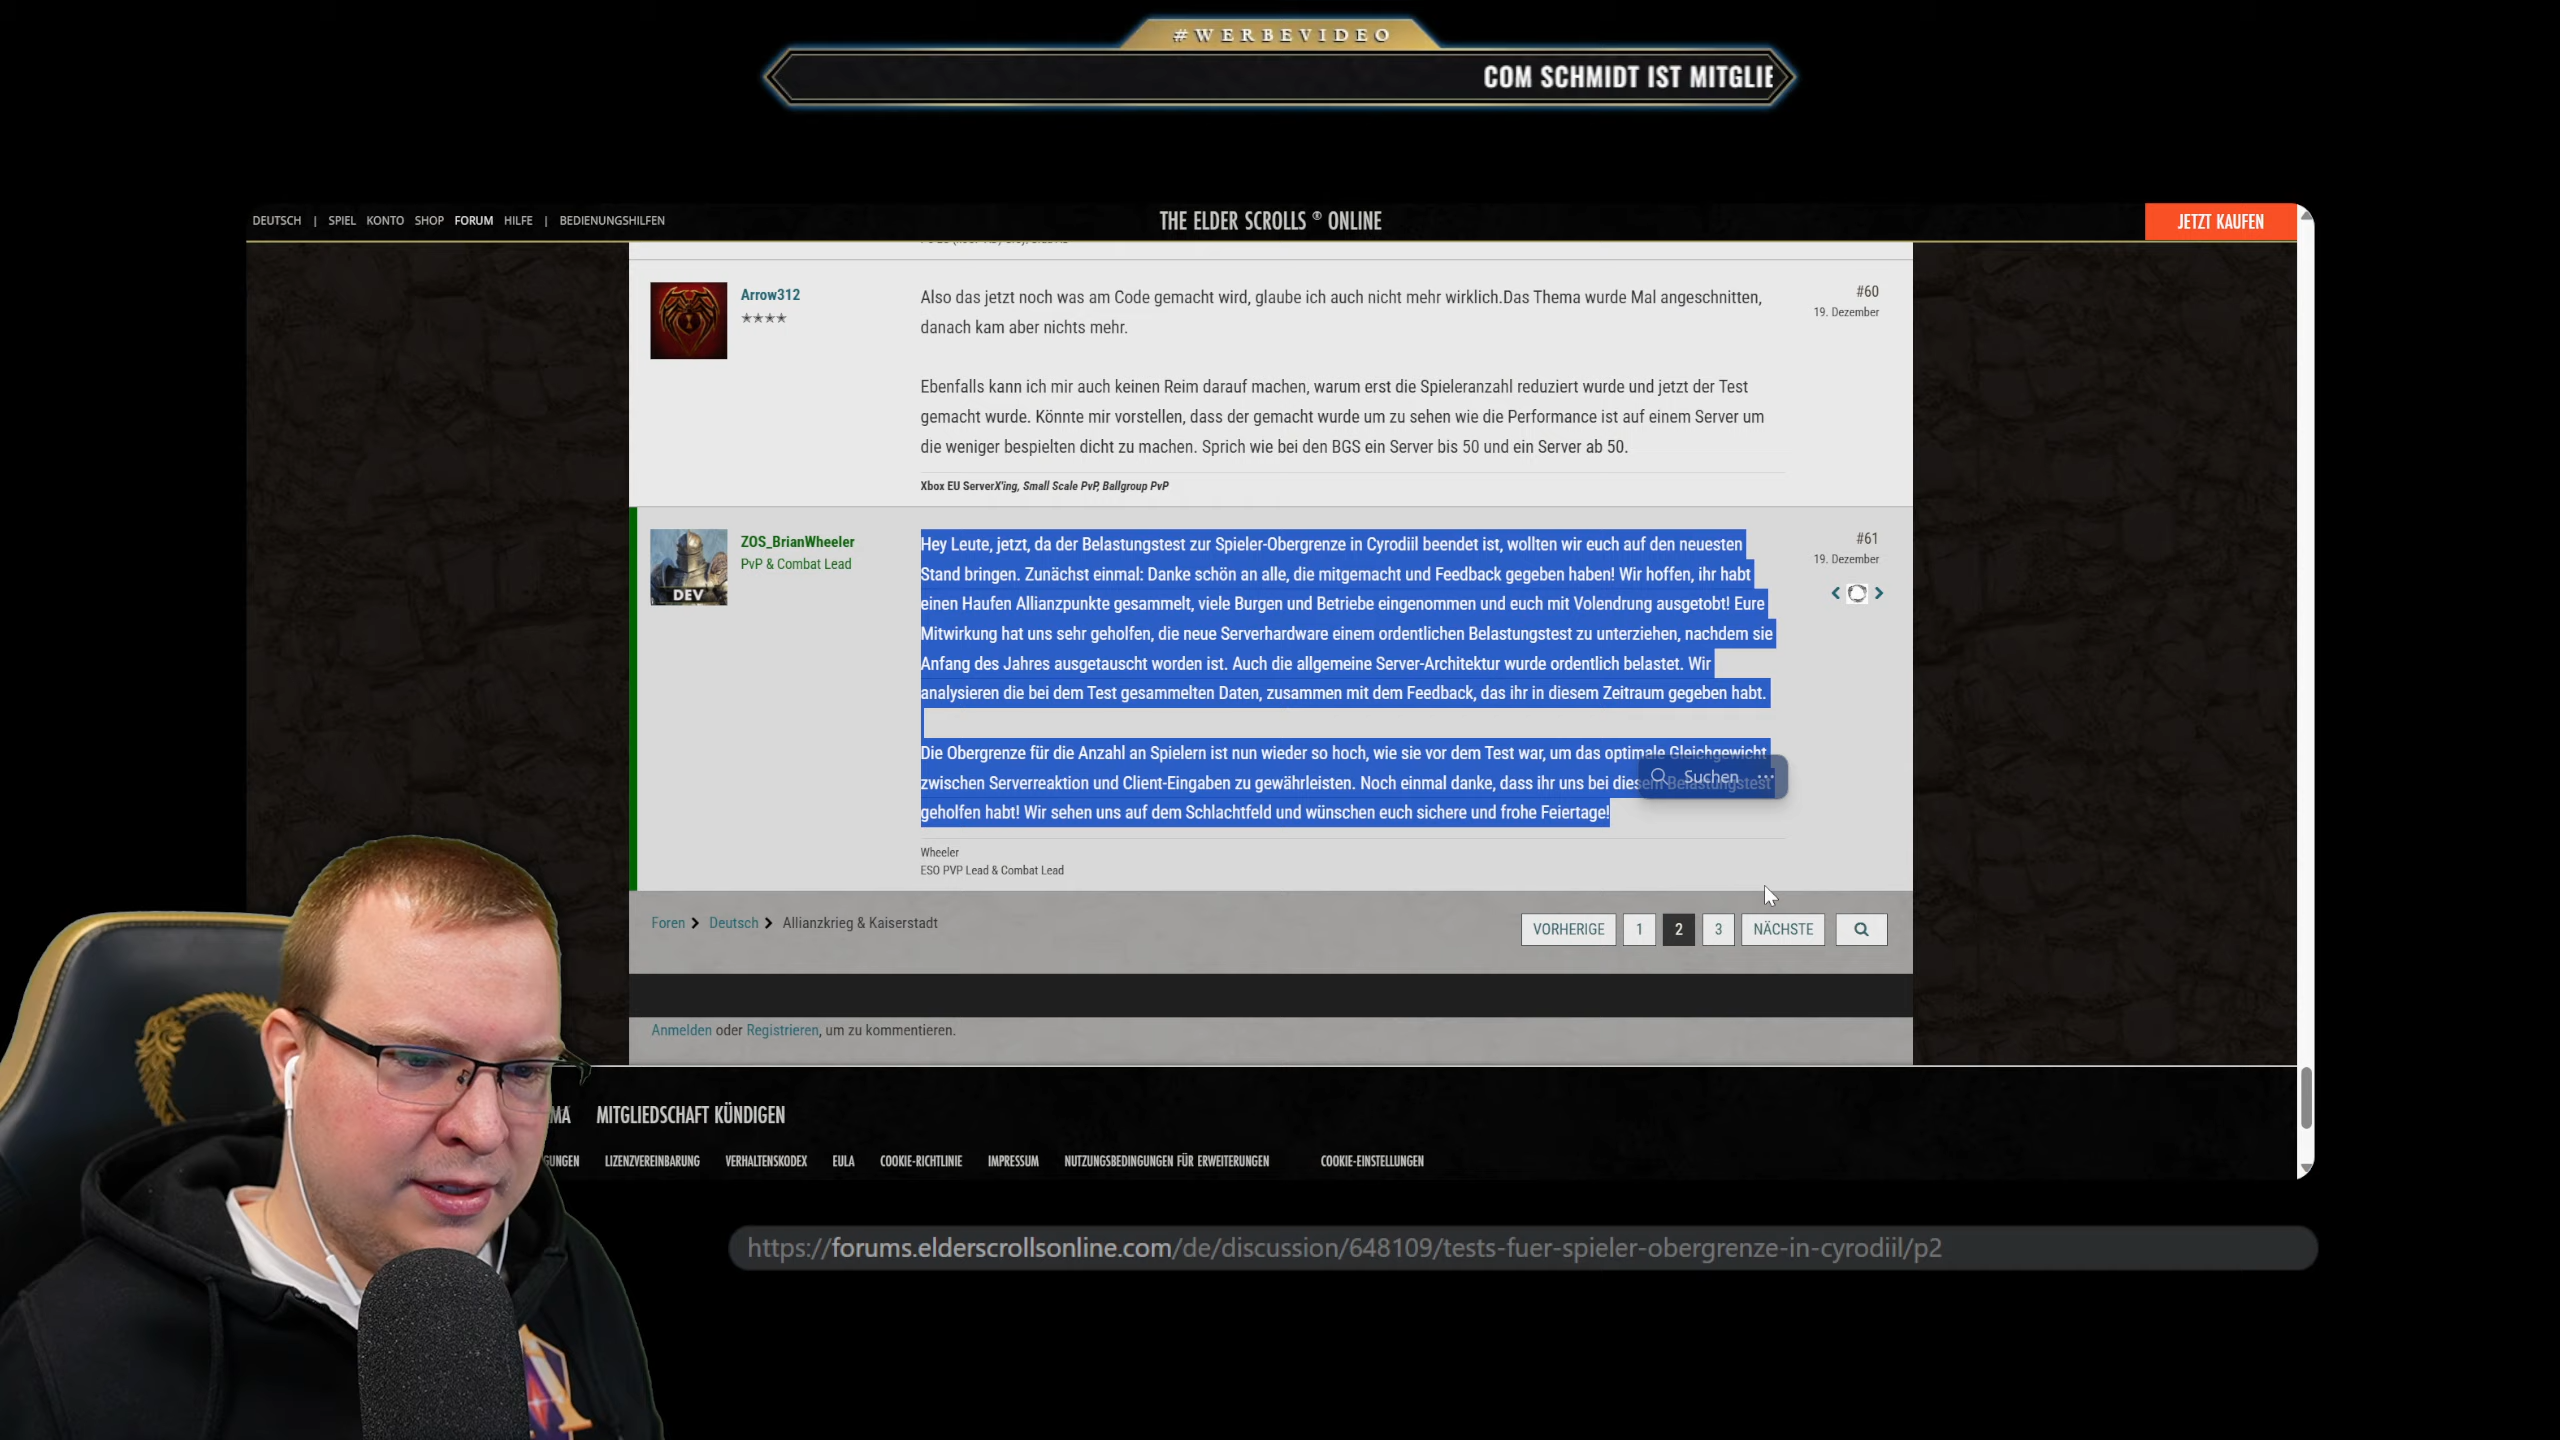 #WERBEVIDEO
COM SCHMIDT IST MITGLIE
DEUTSCH | SPIEL KONTO SHOP FORUM HILFE | BEDIENUNGSHILFEN
THE ELDER SCROLLS ® ONLINE
JETZT KAUFEN
Arrow312
Also das jetzt noch was am Code gemacht wird, glaube ich auch nicht mehr wirklich.Das Thema wurde Mal angeschnitten,
danach kam aber nichts mehr.
#60
19. Dezember
Ebenfalls kann ich mir auch keinen Reim darauf machen, warum erst die Spieleranzahl reduziert wurde und jetzt der Test
gemacht wurde. Könnte mir vorstellen, dass der gemacht wurde um zu sehen wie die Performance ist auf einem Server um
die weniger bespielten dicht zu machen. Sprich wie bei den BGS ein Server bis 50 und ein Server ab 50.
Xbox EU ServerX'ing, Small Scale PvP, Ballgroup PvP
DEV
ZOS_BrianWheeler
PvP & Combat Lead
#61
19. Dezember
Hey Leute, jetzt, da der Belastungstest zur Spieler-Obergrenze in Cyrodiil beendet ist, wollten wir euch auf den neuesten
Stand bringen. Zunächst einmal: Danke schön an alle, die mitgemacht und Feedback gegeben haben! Wir hoffen, ihr habt
einen Haufen Allianzpunkte gesammelt, viele Burgen und Betriebe eingenommen und euch mit Volendrung ausgetobt! Eure
Mitwirkung hat uns sehr geholfen, die neue Serverhardware einem ordentlichen Belastungstest zu unterziehen, nachdem sie
Anfang des Jahres ausgetauscht worden ist. Auch die allgemeine Server-Architektur wurde ordentlich belastet. Wir
analysieren die bei dem Test gesammelten Daten, zusammen mit dem Feedback, das ihr in diesem Zeitraum gegeben habt.
Die Obergrenze für die Anzahl an Spielern ist nun wieder so hoch, wie sie vor dem Test war, um das optimale Gleichgewicht
zwischen Serverreaktion und Client-Eingaben zu gewährleisten. Noch einmal danke, dass ihr uns bei diesem Belastungstest
geholfen habt! Wir sehen uns auf dem Schlachtfeld und wünschen euch sichere und frohe Feiertage!
Suchen ...
Wheeler
ESO PVP Lead & Combat Lead
Foren Deutsch Allianzkrieg & Kaiserstadt
VORHERIGE 1 2 3 NÄCHSTE
Anmelden oder Registrieren, um zu kommentieren.
MA MITGLIEDSCHAFT KÜNDIGEN
GUNGEN LIZENZVEREINBARUNG VERHALTENSKODEX EULA COOKIE-RICHTLINIE IMPRESSUM NUTZUNGSBEDINGUNGEN FÜR ERWEITERUNGEN COOKIE-EINSTELLUNGEN
https://forums.elderscrollsonline.com/de/discussion/648109/tests-fuer-spieler-obergrenze-in-cyrodiil/p2